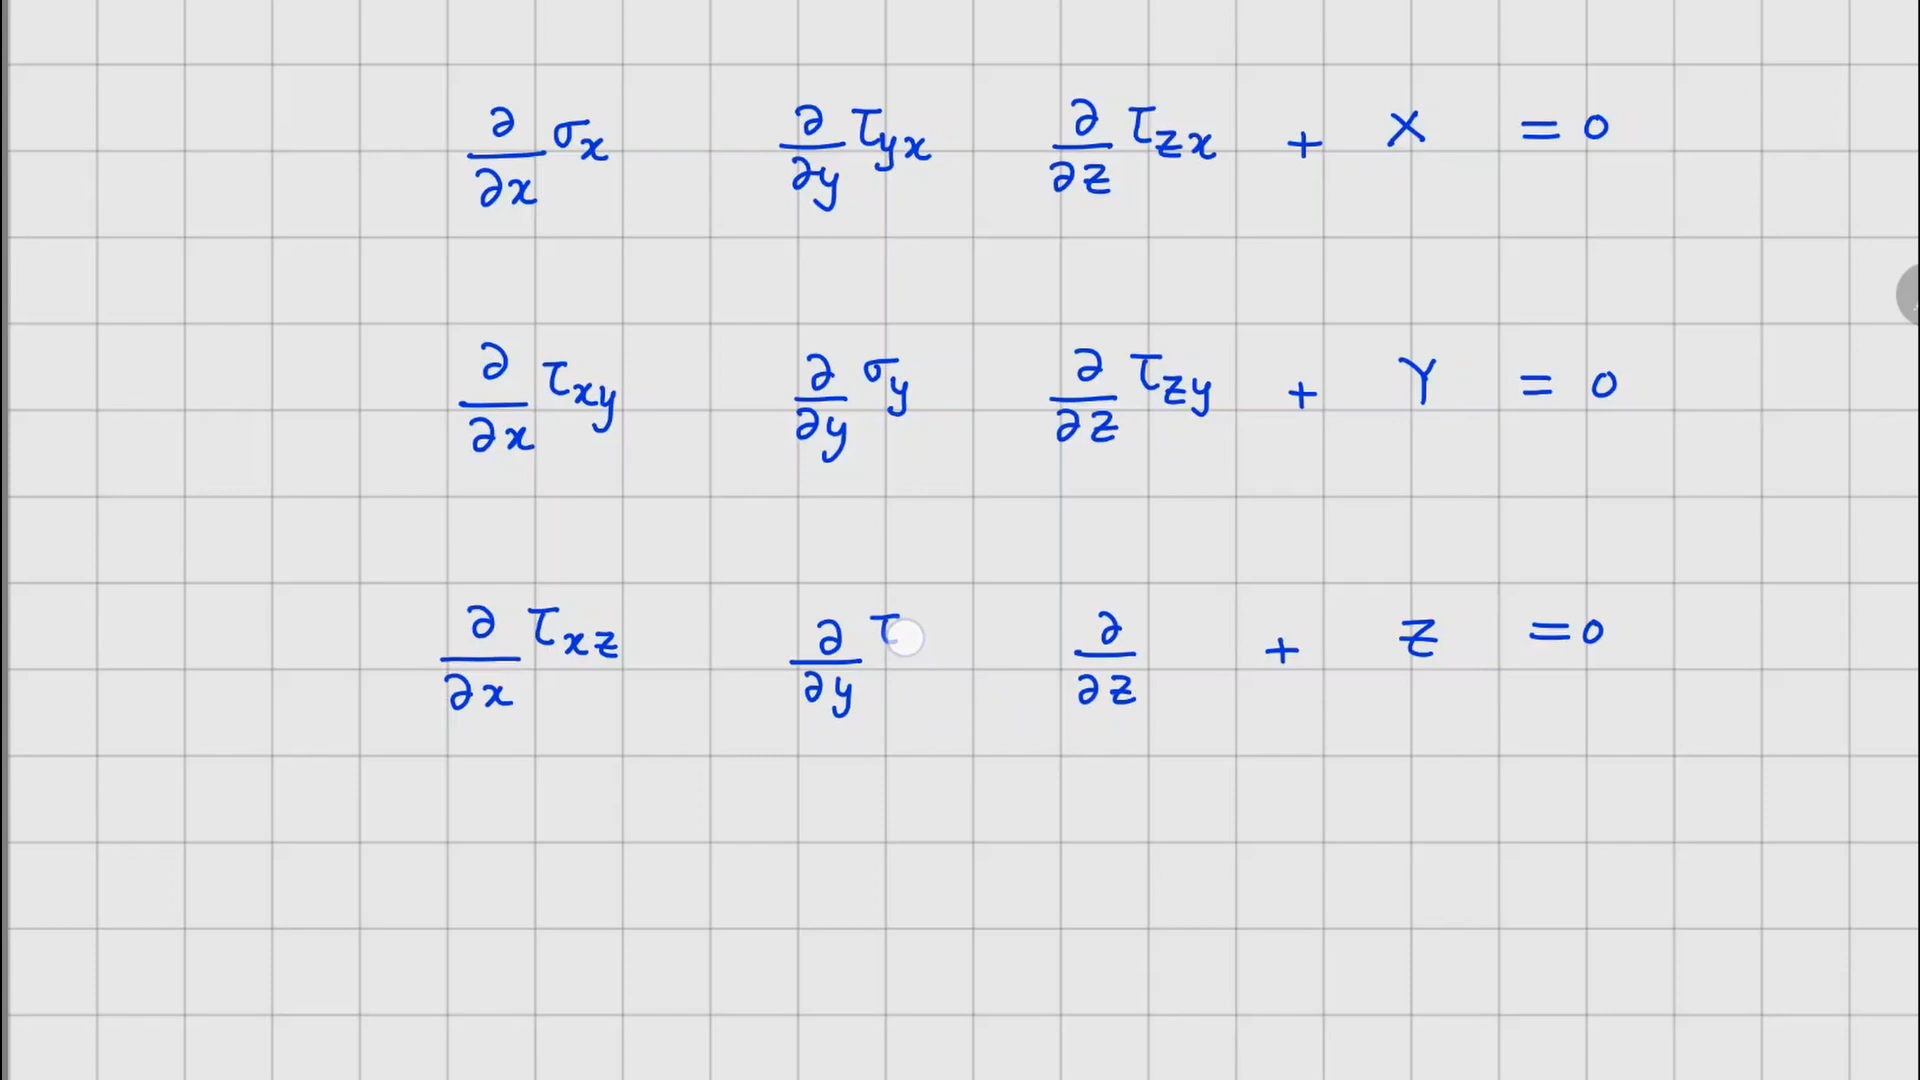 ∂/∂x σx ∂/∂y τyx ∂/∂z τzx + X = 0
∂/∂x τxy ∂/∂y σy ∂/∂z τzy + Y = 0
∂/∂x τxz ∂/∂y τ ∂/∂z + Z = 0